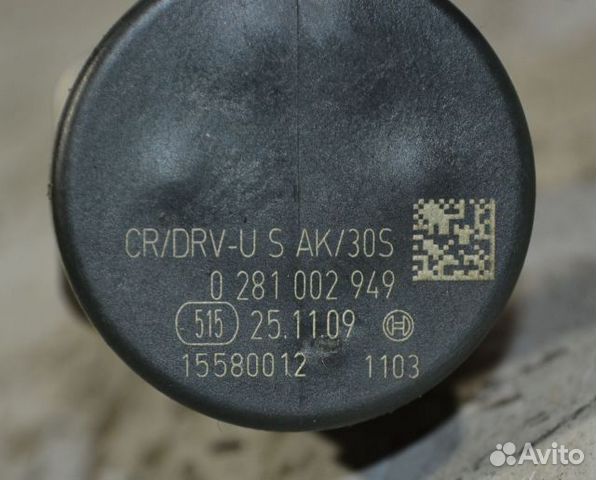 CR/DRV-U S AK/30S
0 281 002 949
515 25.11.09
15580012 1103
Avito